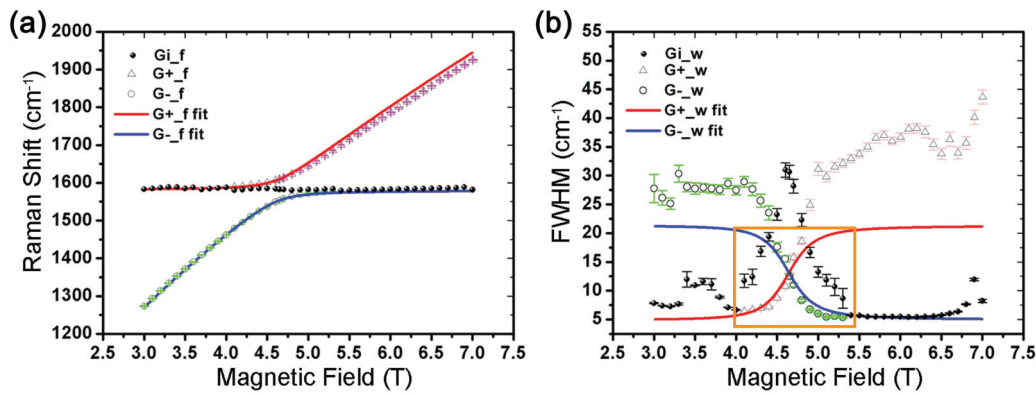 (a)
2000
1900
1800
1700
1600
1500
1400
1300
1200
Raman Shift (cm⁻¹)
Gi_f
G+_f
G-_f
G+_f fit
G-_f fit
2.5 3.0 3.5 4.0 4.5 5.0 5.5 6.0 6.5 7.0 7.5
Magnetic Field (T)
(b)
55
50
45
40
35
30
25
20
15
10
5
FWHM (cm⁻¹)
Gi_w
G+_w
G-_w
G+_w fit
G-_w fit
2.5 3.0 3.5 4.0 4.5 5.0 5.5 6.0 6.5 7.0 7.5
Magnetic Field (T)